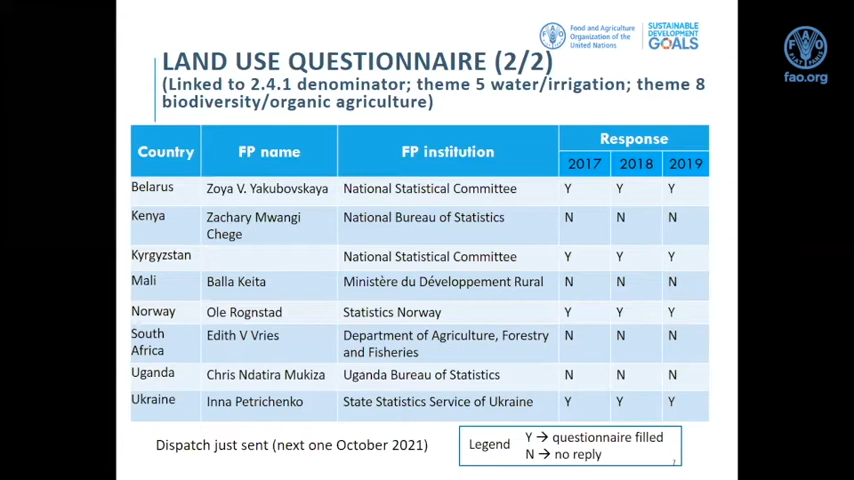 Food and Agriculture
Organization of the
United Nations
SUSTAINABLE
DEVELOPMENT
GOALS
FAO
fao.org
LAND USE QUESTIONNAIRE (2/2)
(Linked to 2.4.1 denominator; theme 5 water/irrigation; theme 8
biodiversity/organic agriculture)
Country FP name FP institution Response
2017 2018 2019
Belarus Zoya V. Yakubovskaya National Statistical Committee Y Y Y
Kenya Zachary Mwangi National Bureau of Statistics N N N
Chege
Kyrgyzstan National Statistical Committee Y Y Y
Mali Balla Keita Ministère du Développement Rural N N N
Norway Ole Rognstad Statistics Norway Y Y Y
South Edith V Vries Department of Agriculture, Forestry N N N
Africa and Fisheries
Uganda Chris Ndatira Mukiza Uganda Bureau of Statistics N N N
Ukraine Inna Petrichenko State Statistics Service of Ukraine Y Y Y
Dispatch just sent (next one October 2021)
Legend Y → questionnaire filled
N → no reply